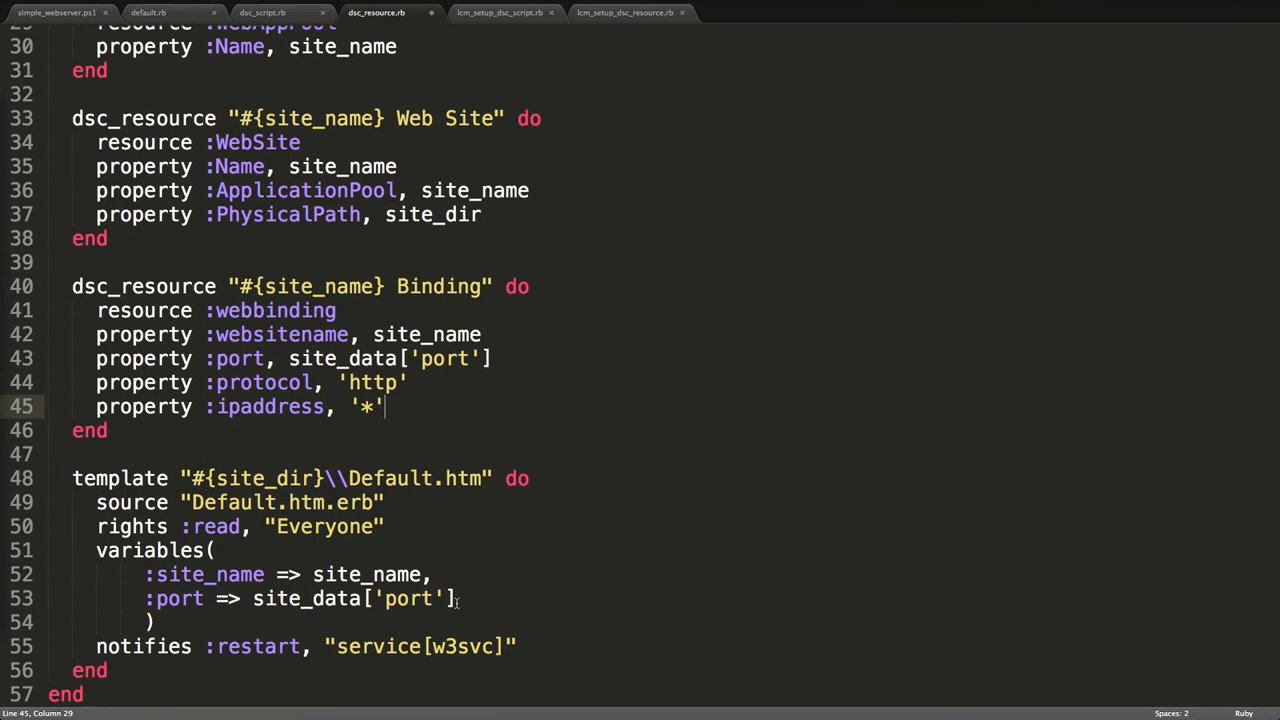 simple_webserver.ps1 × default.rb × dsc_script.rb × dsc_resource.rb lcm_setup_dsc_script.rb × lcm_setup_dsc_resource.rb ×
29 resource :WebAppPool
30 property :Name, site_name
31 end
32
33 dsc_resource "#{site_name} Web Site" do
34 resource :WebSite
35 property :Name, site_name
36 property :ApplicationPool, site_name
37 property :PhysicalPath, site_dir
38 end
39
40 dsc_resource "#{site_name} Binding" do
41 resource :webbinding
42 property :websitename, site_name
43 property :port, site_data['port']
44 property :protocol, 'http'
45 property :ipaddress, '*'
46 end
47
48 template "#{site_dir}\\Default.htm" do
49 source "Default.htm.erb"
50 rights :read, "Everyone"
51 variables(
52 :site_name => site_name,
53 :port => site_data['port']
54 )
55 notifies :restart, "service[w3svc]"
56 end
57 end
Line 45, Column 29 Spaces: 2 Ruby